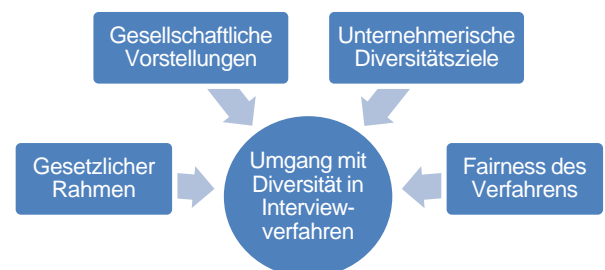 Gesellschaftliche
Vorstellungen
Unternehmerische
Diversitätsziele
Gesetzlicher
Rahmen
Umgang mit
Diversität in
Interview-
verfahren
Fairness des
Verfahrens